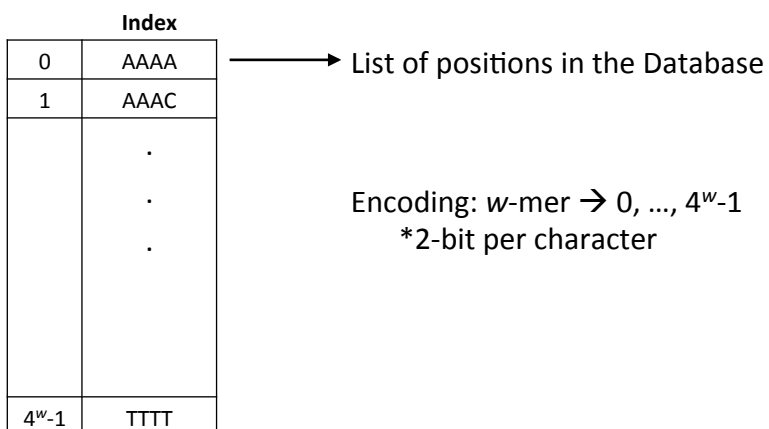 Index
0 AAAA → List of positions in the Database
1 AAAC
.
.
Encoding: w-mer → 0, …, 4ʷ-1
.
*2-bit per character
4ʷ-1 TTTT